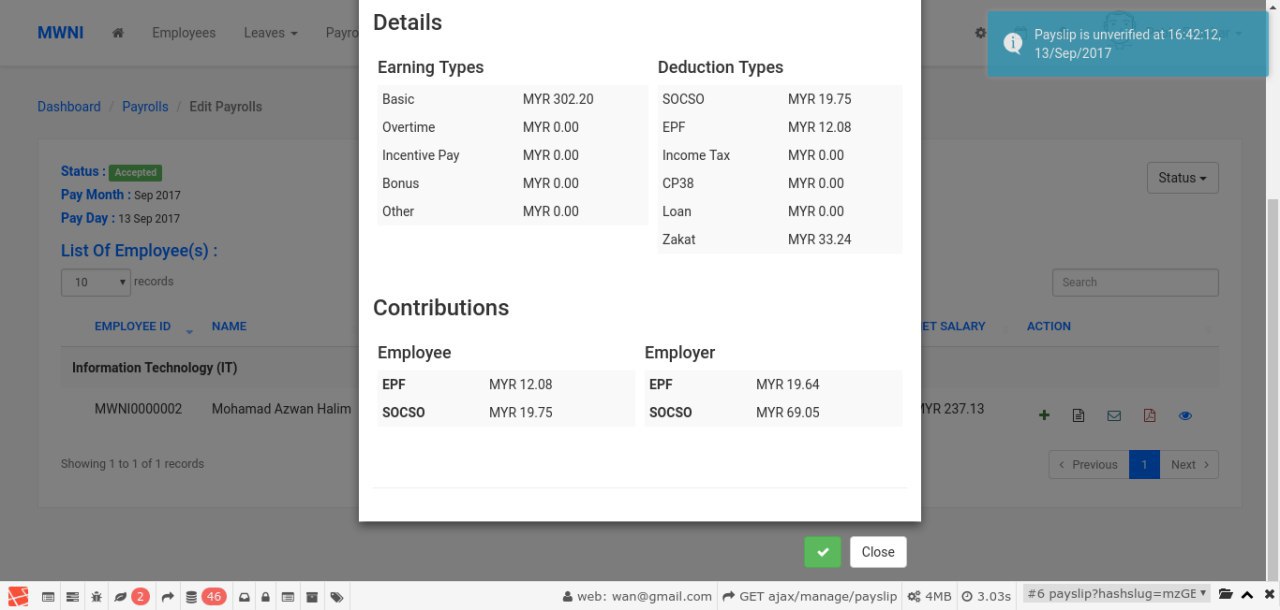 MWNI Employees Leaves Payro
Payslip is unverified at 16:42:12,
13/Sep/2017
Dashboard / Payrolls / Edit Payrolls
Status : Accepted
Status
Pay Month : Sep 2017
Pay Day : 13 Sep 2017
List Of Employee(s) :
10 records
Search
EMPLOYEE ID NAME ET SALARY ACTION
Information Technology (IT)
MWNI0000002 Mohamad Azwan Halim MYR 237.13
Showing 1 to 1 of 1 records
Previous 1 Next
Details
Earning Types
Basic MYR 302.20
Overtime MYR 0.00
Incentive Pay MYR 0.00
Bonus MYR 0.00
Other MYR 0.00
Deduction Types
SOCSO MYR 19.75
EPF MYR 12.08
Income Tax MYR 0.00
CP38 MYR 0.00
Loan MYR 0.00
Zakat MYR 33.24
Contributions
Employee
EPF MYR 12.08
SOCSO MYR 19.75
Employer
EPF MYR 19.64
SOCSO MYR 69.05
Close
2 46 web: wan@gmail.com GET ajax/manage/payslip 4MB 3.03s #6 payslip?hashslug=mzGE